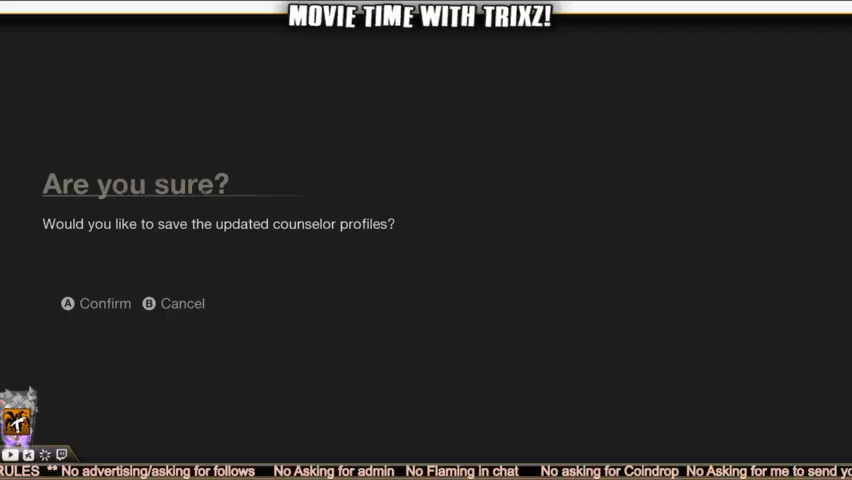 MOVIE TIME WITH TRIXZ!
Are you sure?
Would you like to save the updated counselor profiles?
A Confirm B Cancel
RULES ** No advertising/asking for follows No Asking for admin No Flaming in chat No asking for Coindrop No Asking for me to send yo